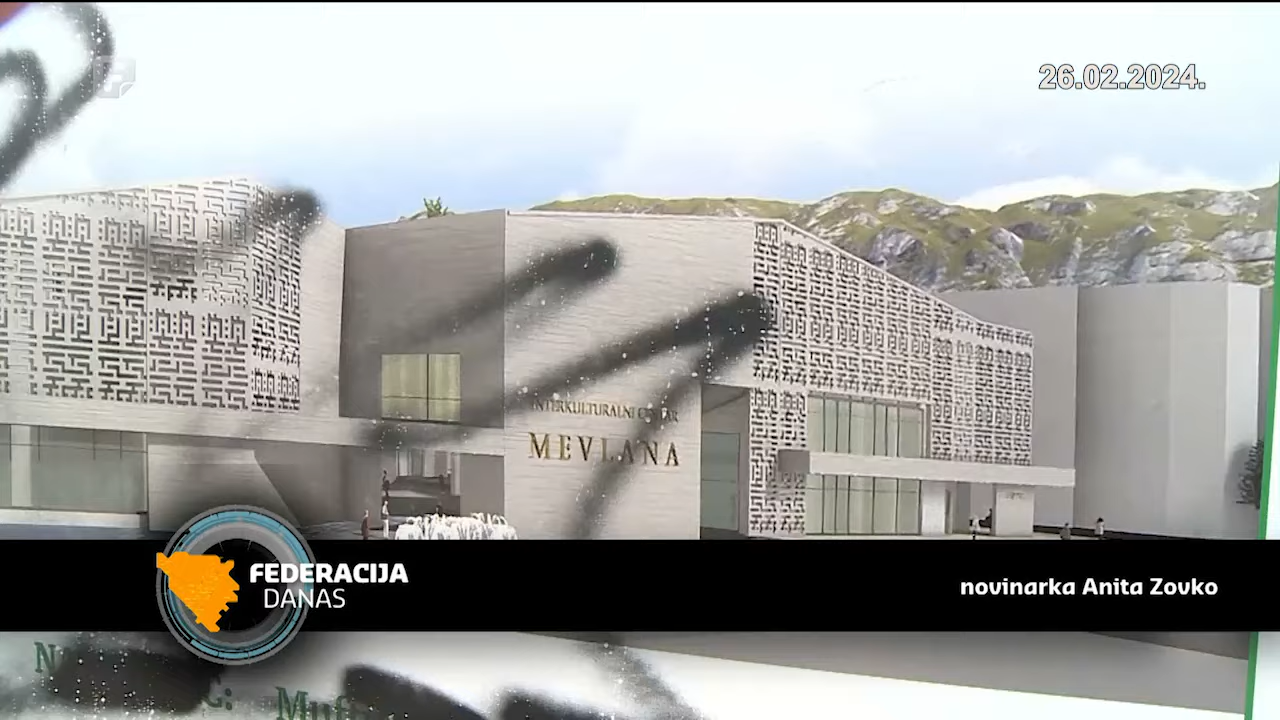 26.02.2024.
INTERKULTURALNI CENTAR
MEVLANA
FEDERACIJA
DANAS
novinarka Anita Zovko